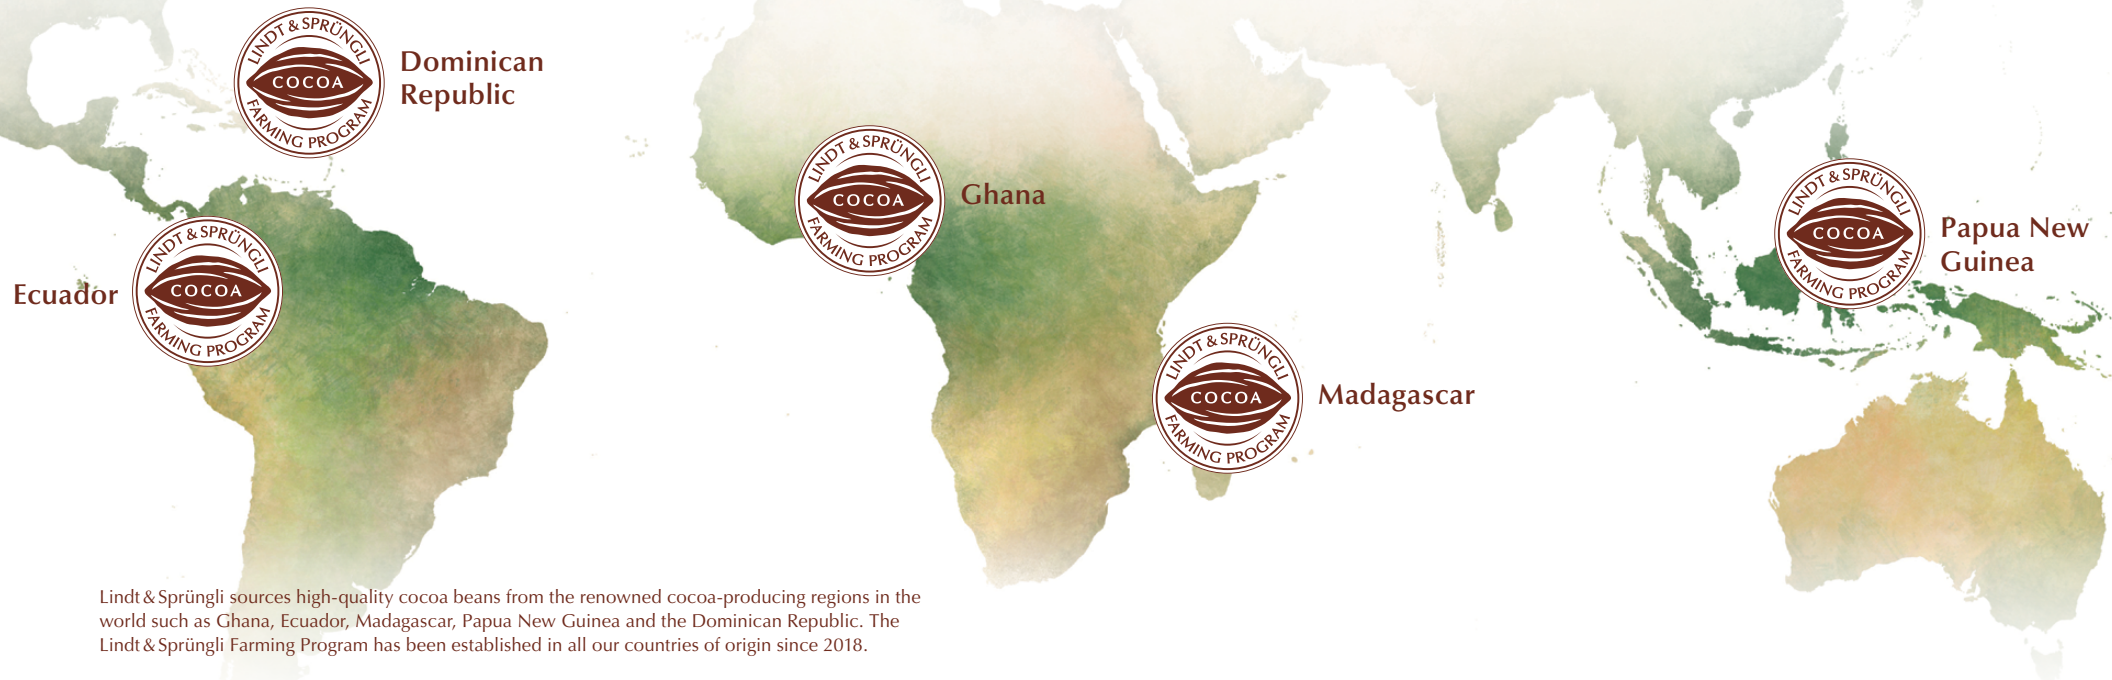 LINDT & SPRÜNGLI
COCOA
FARMING PROGRAM
Dominican
Republic
LINDT & SPRÜNGLI
COCOA
FARMING PROGRAM
Ghana
LINDT & SPRÜNGLI
COCOA
FARMING PROGRAM
Papua New
Guinea
Ecuador
LINDT & SPRÜNGLI
COCOA
FARMING PROGRAM
LINDT & SPRÜNGLI
COCOA
FARMING PROGRAM
Madagascar
Lindt & Sprüngli sources high-quality cocoa beans from the renowned cocoa-producing regions in the
world such as Ghana, Ecuador, Madagascar, Papua New Guinea and the Dominican Republic. The
Lindt & Sprüngli Farming Program has been established in all our countries of origin since 2018.